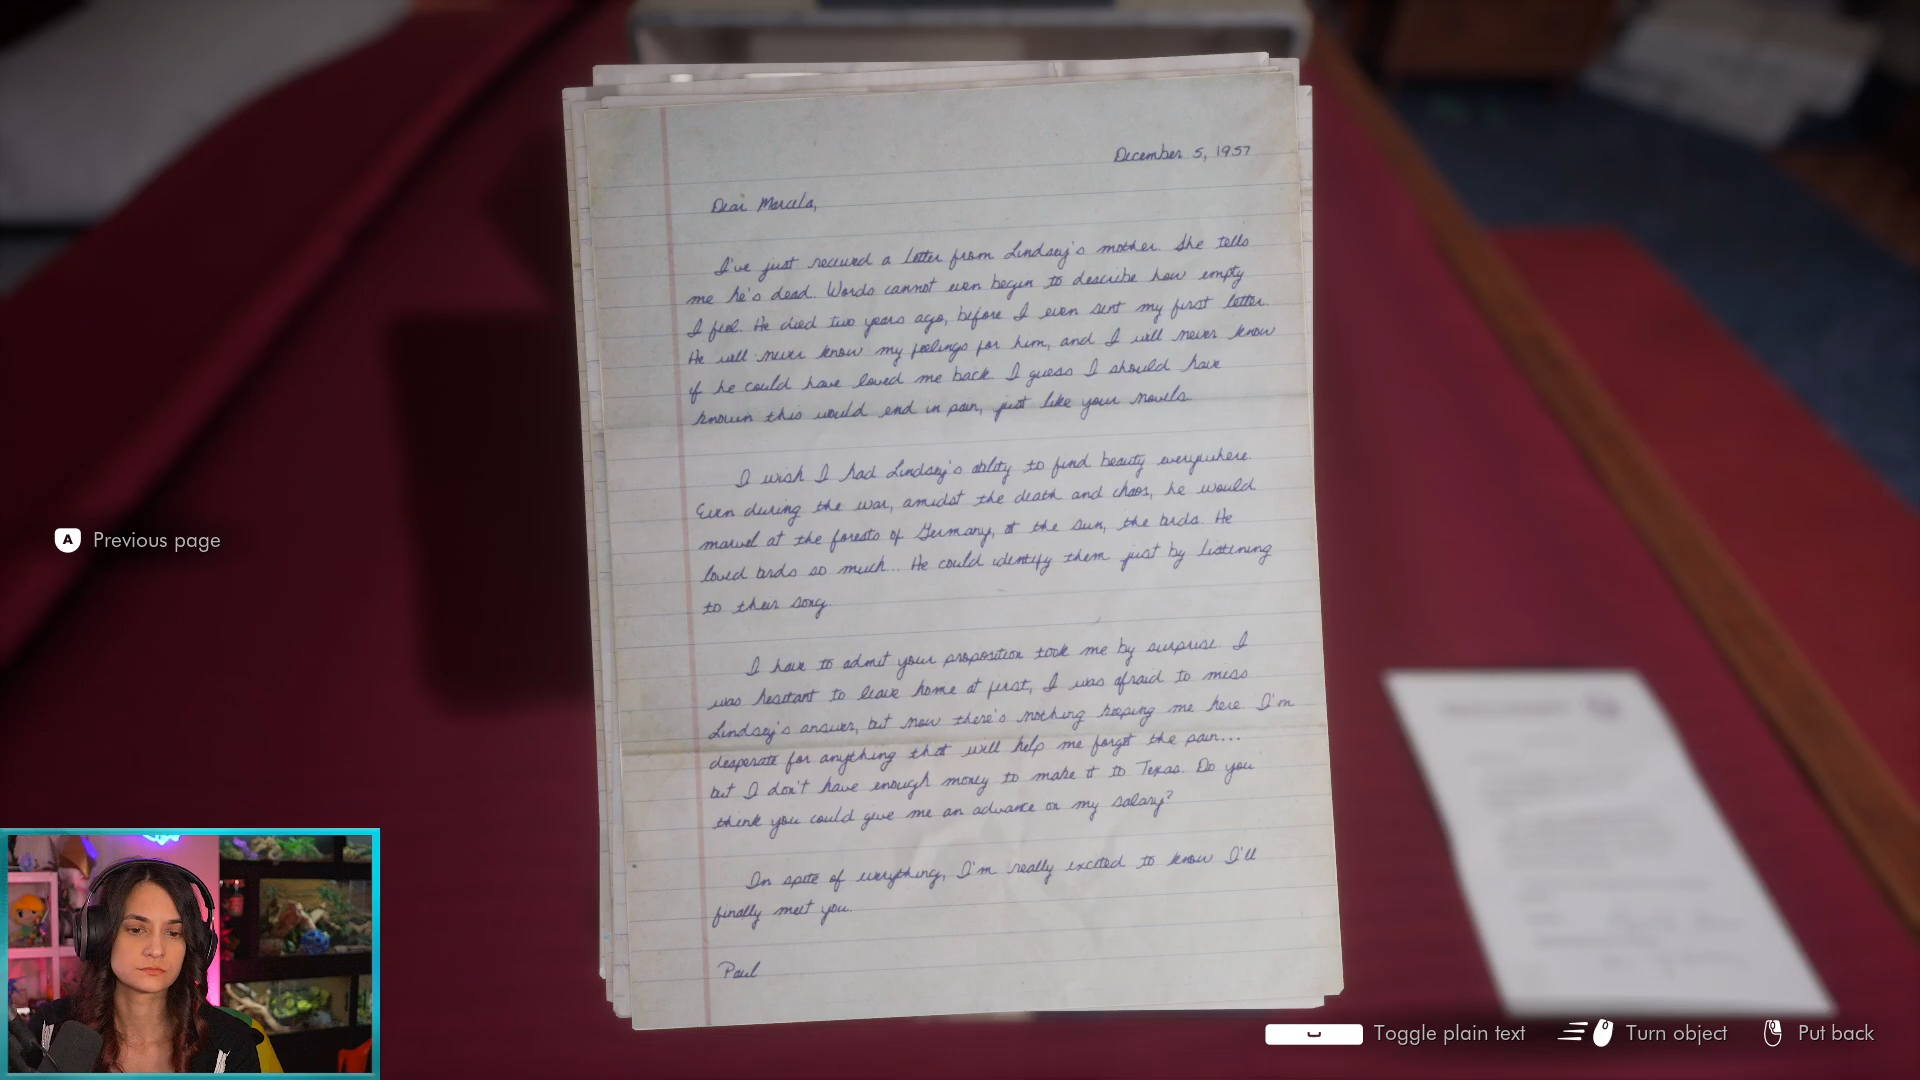 December 5, 1957
Dear Marcela,
I've just received a letter from Lindsey's mother. She tells
me he's dead. Words cannot even begin to describe how empty
I feel. He died two years ago, before I even sent my first letter.
He will never know my feelings for him, and I will never know
if he could have loved me back. I guess I should have
known this would end in pain, just like your novels.
I wish I had Lindsey's ability to find beauty everywhere.
Even during the war, amidst the death and chaos, he would
marvel at the forests of Germany, at the sun, the birds. He
loved birds so much... He could identify them just by listening
to their song.
I have to admit your proposition took me by surprise. I
was hesitant to leave home at first, I was afraid to miss
Lindsey's answer, but now there's nothing keeping me here. I'm
desperate for anything that will help me forget the pain...
but I don't have enough money to make it to Texas. Do you
think you could give me an advance on my salary?
In spite of everything, I'm really excited to know I'll
finally meet you.
Paul
A Previous page
Toggle plain text
Turn object
Put back